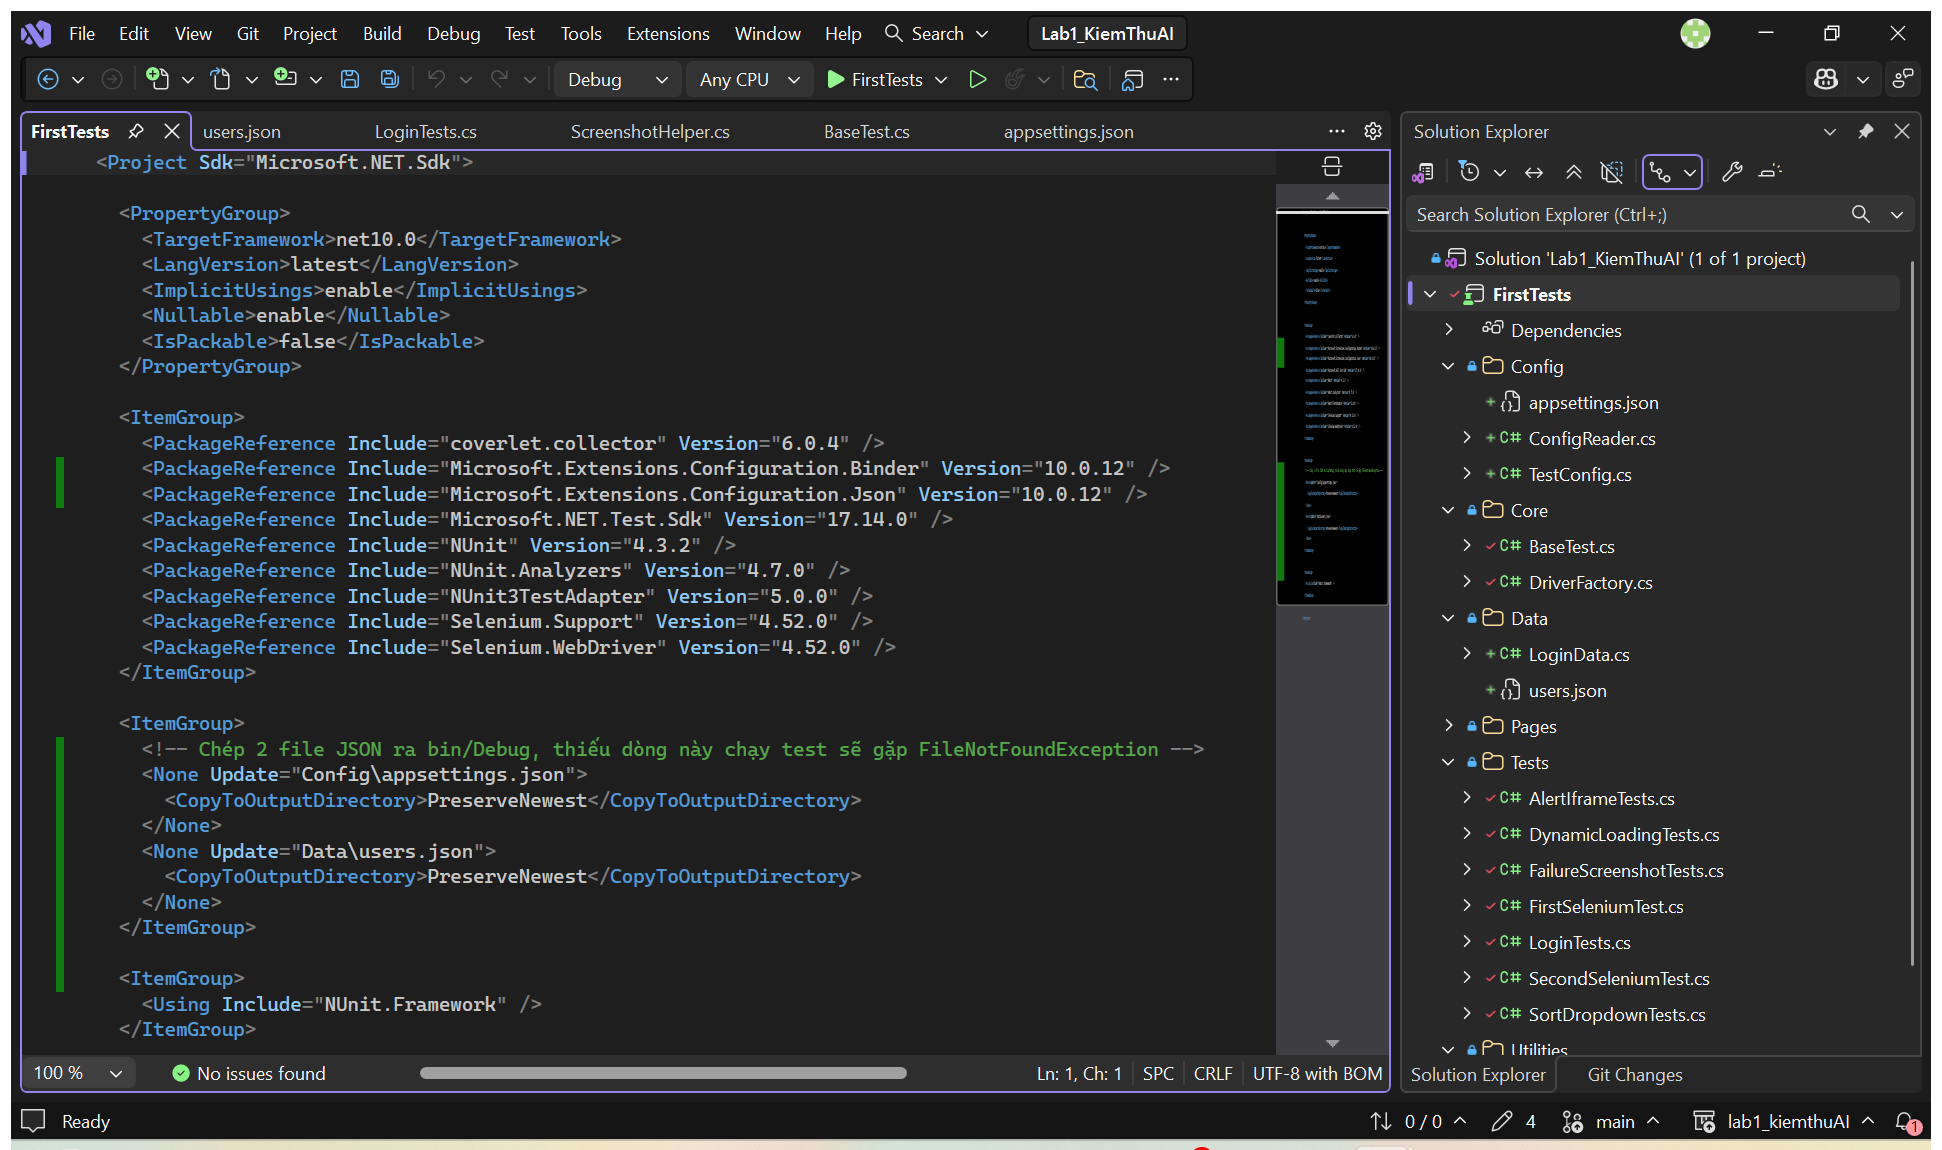 File Edit View Git Project Build Debug Test Tools Extensions Window Help Search Lab1_KiemThuAI
Debug Any CPU FirstTests
FirstTests users.json LoginTests.cs ScreenshotHelper.cs BaseTest.cs appsettings.json
<Project Sdk="Microsoft.NET.Sdk">
<PropertyGroup>
<TargetFramework>net10.0</TargetFramework>
<LangVersion>latest</LangVersion>
<ImplicitUsings>enable</ImplicitUsings>
<Nullable>enable</Nullable>
<IsPackable>false</IsPackable>
</PropertyGroup>
<ItemGroup>
<PackageReference Include="coverlet.collector" Version="6.0.4" />
<PackageReference Include="Microsoft.Extensions.Configuration.Binder" Version="10.0.12" />
<PackageReference Include="Microsoft.Extensions.Configuration.Json" Version="10.0.12" />
<PackageReference Include="Microsoft.NET.Test.Sdk" Version="17.14.0" />
<PackageReference Include="NUnit" Version="4.3.2" />
<PackageReference Include="NUnit.Analyzers" Version="4.7.0" />
<PackageReference Include="NUnit3TestAdapter" Version="5.0.0" />
<PackageReference Include="Selenium.Support" Version="4.52.0" />
<PackageReference Include="Selenium.WebDriver" Version="4.52.0" />
</ItemGroup>
<ItemGroup>
<!-- Chép 2 file JSON ra bin/Debug, thiếu dòng này chạy test sẽ gặp FileNotFoundException -->
<None Update="Config\appsettings.json">
<CopyToOutputDirectory>PreserveNewest</CopyToOutputDirectory>
</None>
<None Update="Data\users.json">
<CopyToOutputDirectory>PreserveNewest</CopyToOutputDirectory>
</None>
</ItemGroup>
<ItemGroup>
<Using Include="NUnit.Framework" />
</ItemGroup>
100 % No issues found Ln: 1, Ch: 1 SPC CRLF UTF-8 with BOM
Solution Explorer
Search Solution Explorer (Ctrl+;)
Solution 'Lab1_KiemThuAI' (1 of 1 project)
FirstTests
Dependencies
Config
appsettings.json
C# ConfigReader.cs
C# TestConfig.cs
Core
C# BaseTest.cs
C# DriverFactory.cs
Data
C# LoginData.cs
users.json
Pages
Tests
C# AlertIframeTests.cs
C# DynamicLoadingTests.cs
C# FailureScreenshotTests.cs
C# FirstSeleniumTest.cs
C# LoginTests.cs
C# SecondSeleniumTest.cs
C# SortDropdownTests.cs
Utilities
Solution Explorer Git Changes
Ready 0 / 0 4 main lab1_kiemthuAI 1